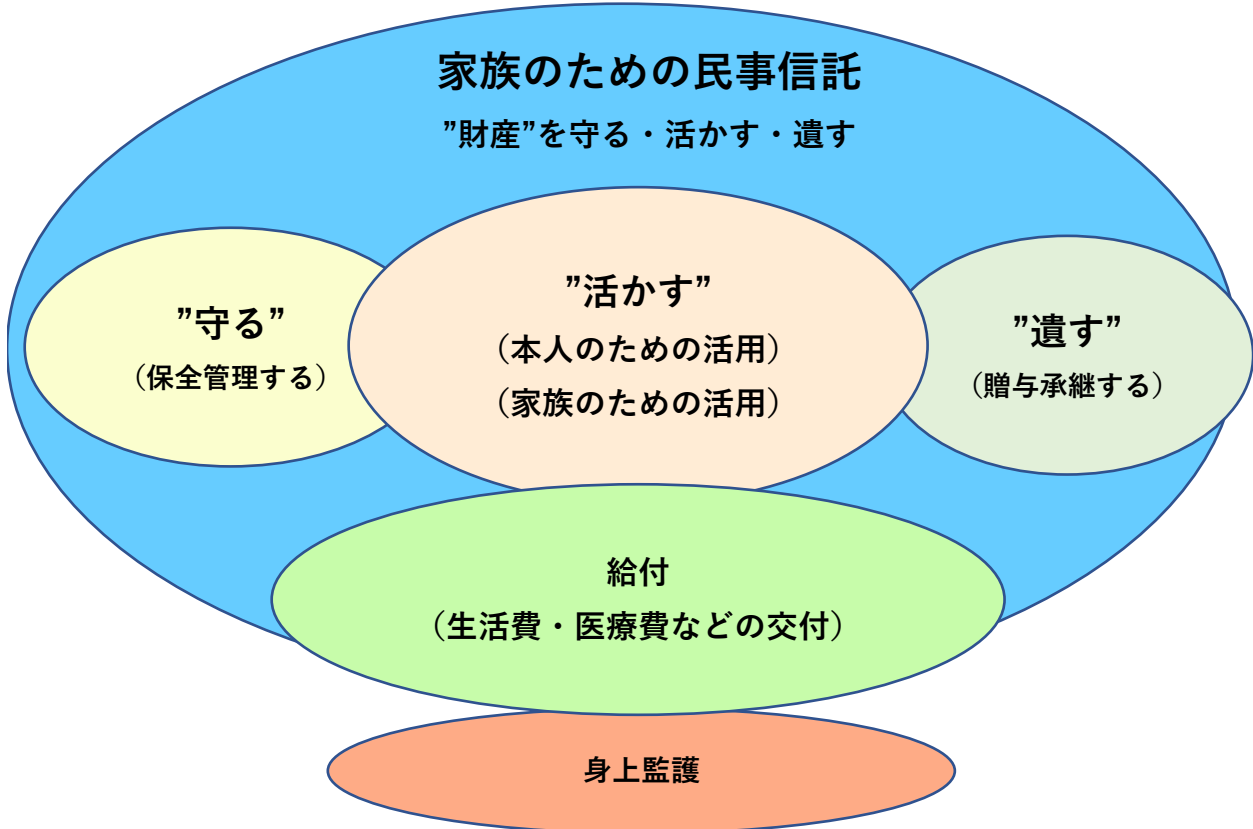 家族のための民事信託
”財産”を守る・活かす・遺す
”守る”
（保全管理する）
”活かす”
（本人のための活用）
（家族のための活用）
”遺す”
（贈与承継する）
給付
（生活費・医療費などの交付）
身上監護